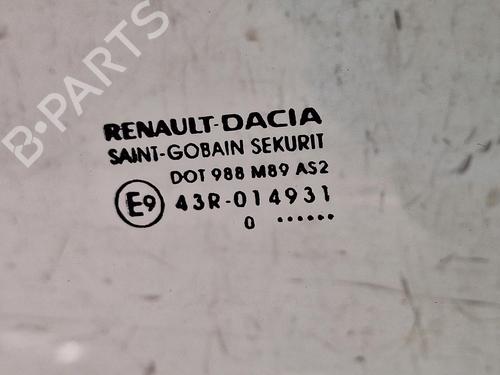 B-PARTS
RENAULT-DACIA
SAINT-GOBAIN SEKURIT
DOT 988 M89 AS2
E9 43R-014931
0 ......